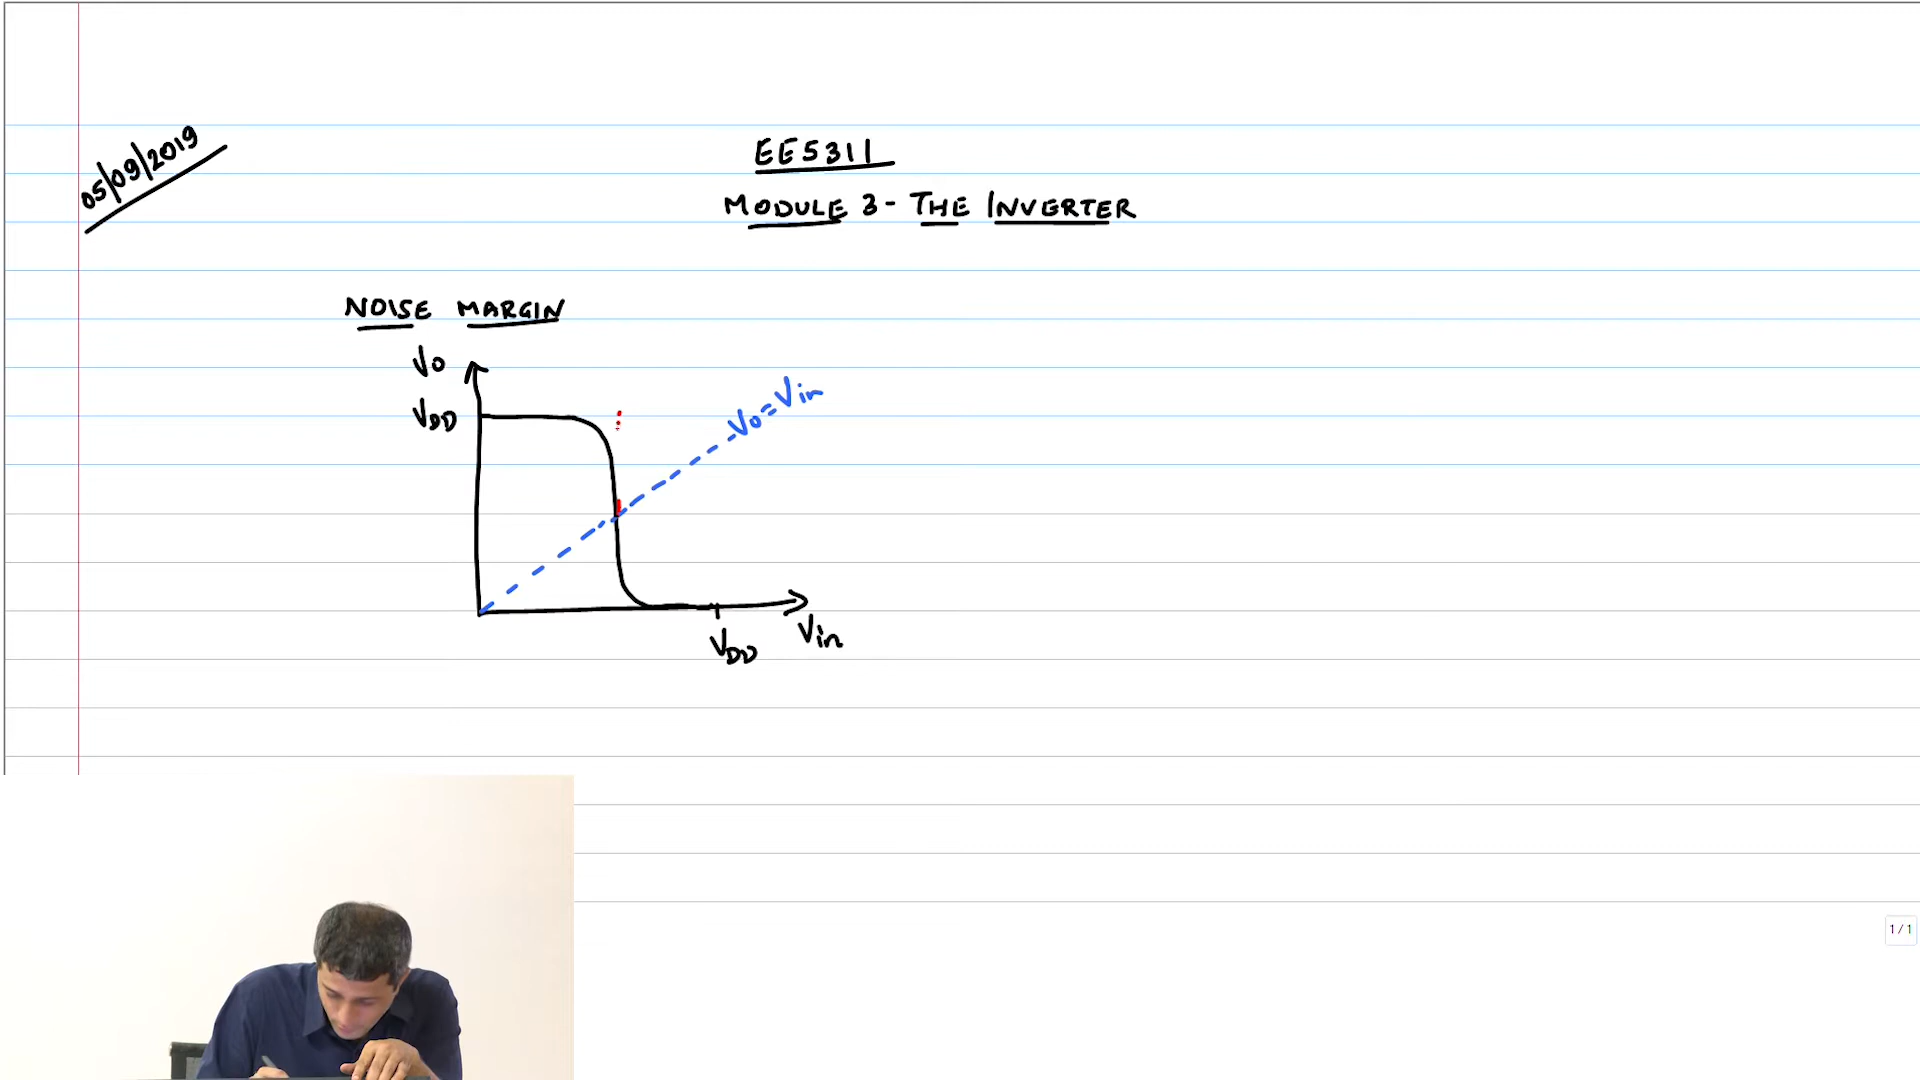 05/09/2019
EE5311
MODULE 3 - THE INVERTER
NOISE MARGIN
Vo
VDD
Vo=Vin
VDD
Vin
1/1